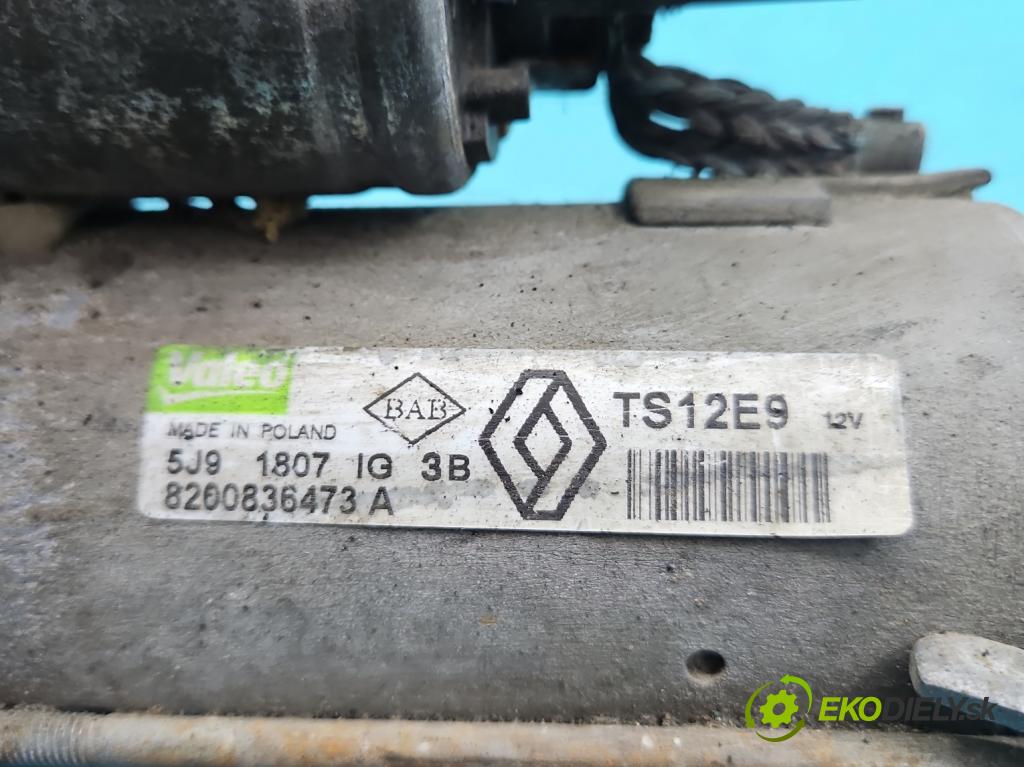 Valeo
BAB
TS12E9 12V
MADE IN POLAND
5J9 1807 IG 3B
8200836473 A
EKODIELY.sk